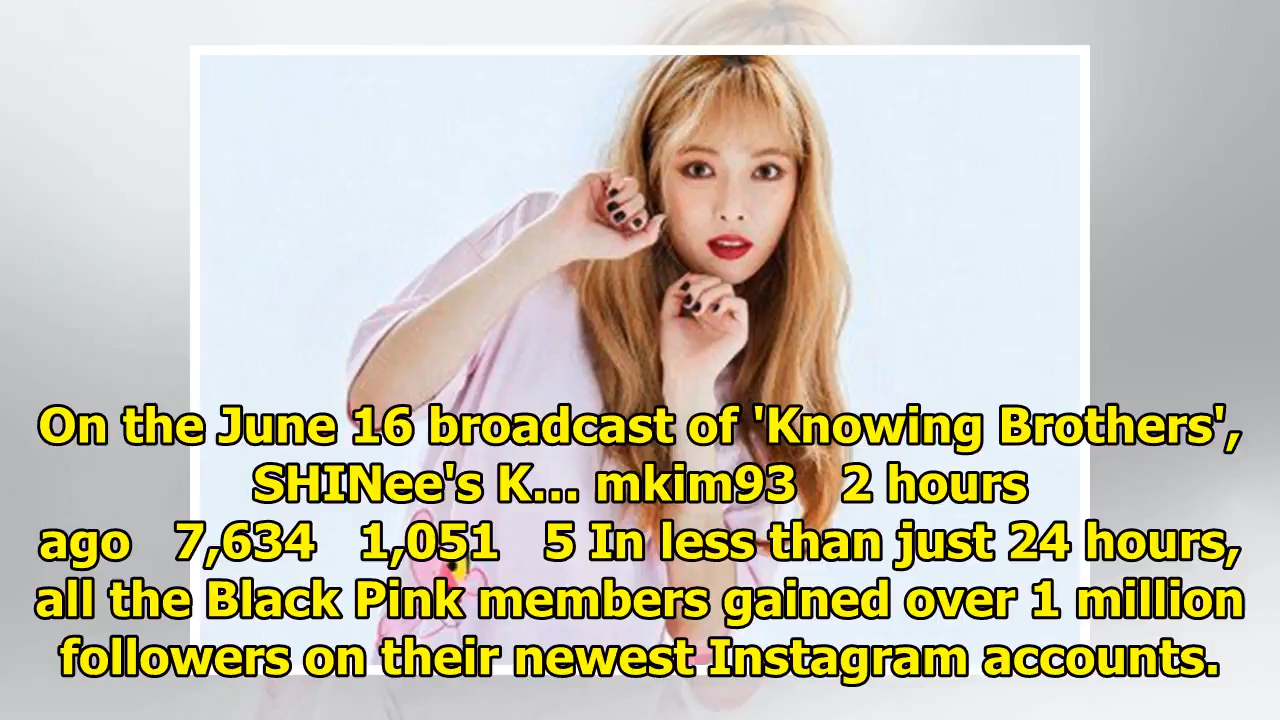 On the June 16 broadcast of 'Knowing Brothers',
SHINee's K... mkim93   2 hours
ago   7,634   1,051   5 In less than just 24 hours,
all the Black Pink members gained over 1 million
followers on their newest Instagram accounts.